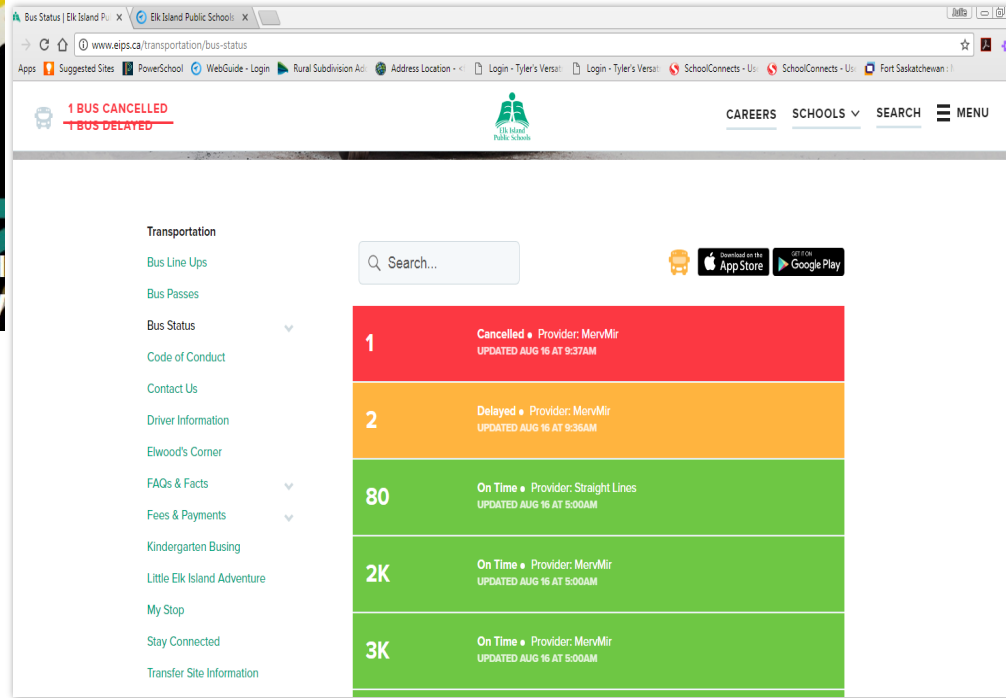 Bus Status | Elk Island Pu
Elk Island Public Schools
Julie
www.eips.ca/transportation/bus-status
Apps Suggested Sites PowerSchool WebGuide - Login Rural Subdivision Ad Address Location - < Login - Tyler's Versat Login - Tyler's Versat SchoolConnects - Us SchoolConnects - Us Fort Saskatchewan :
1 BUS CANCELLED
1 BUS DELAYED
Elk Island
Public Schools
CAREERS SCHOOLS SEARCH MENU
Transportation
Bus Line Ups
Bus Passes
Bus Status
Code of Conduct
Contact Us
Driver Information
Elwood's Corner
FAQs & Facts
Fees & Payments
Kindergarten Busing
Little Elk Island Adventure
My Stop
Stay Connected
Transfer Site Information
Search...
Download on the
App Store
GET IT ON
Google Play
1
Cancelled • Provider: MervMir
UPDATED AUG 16 AT 9:37AM
2
Delayed • Provider: MervMir
UPDATED AUG 16 AT 9:36AM
80
On Time • Provider: Straight Lines
UPDATED AUG 16 AT 5:00AM
2K
On Time • Provider: MervMir
UPDATED AUG 16 AT 5:00AM
3K
On Time • Provider: MervMir
UPDATED AUG 16 AT 5:00AM